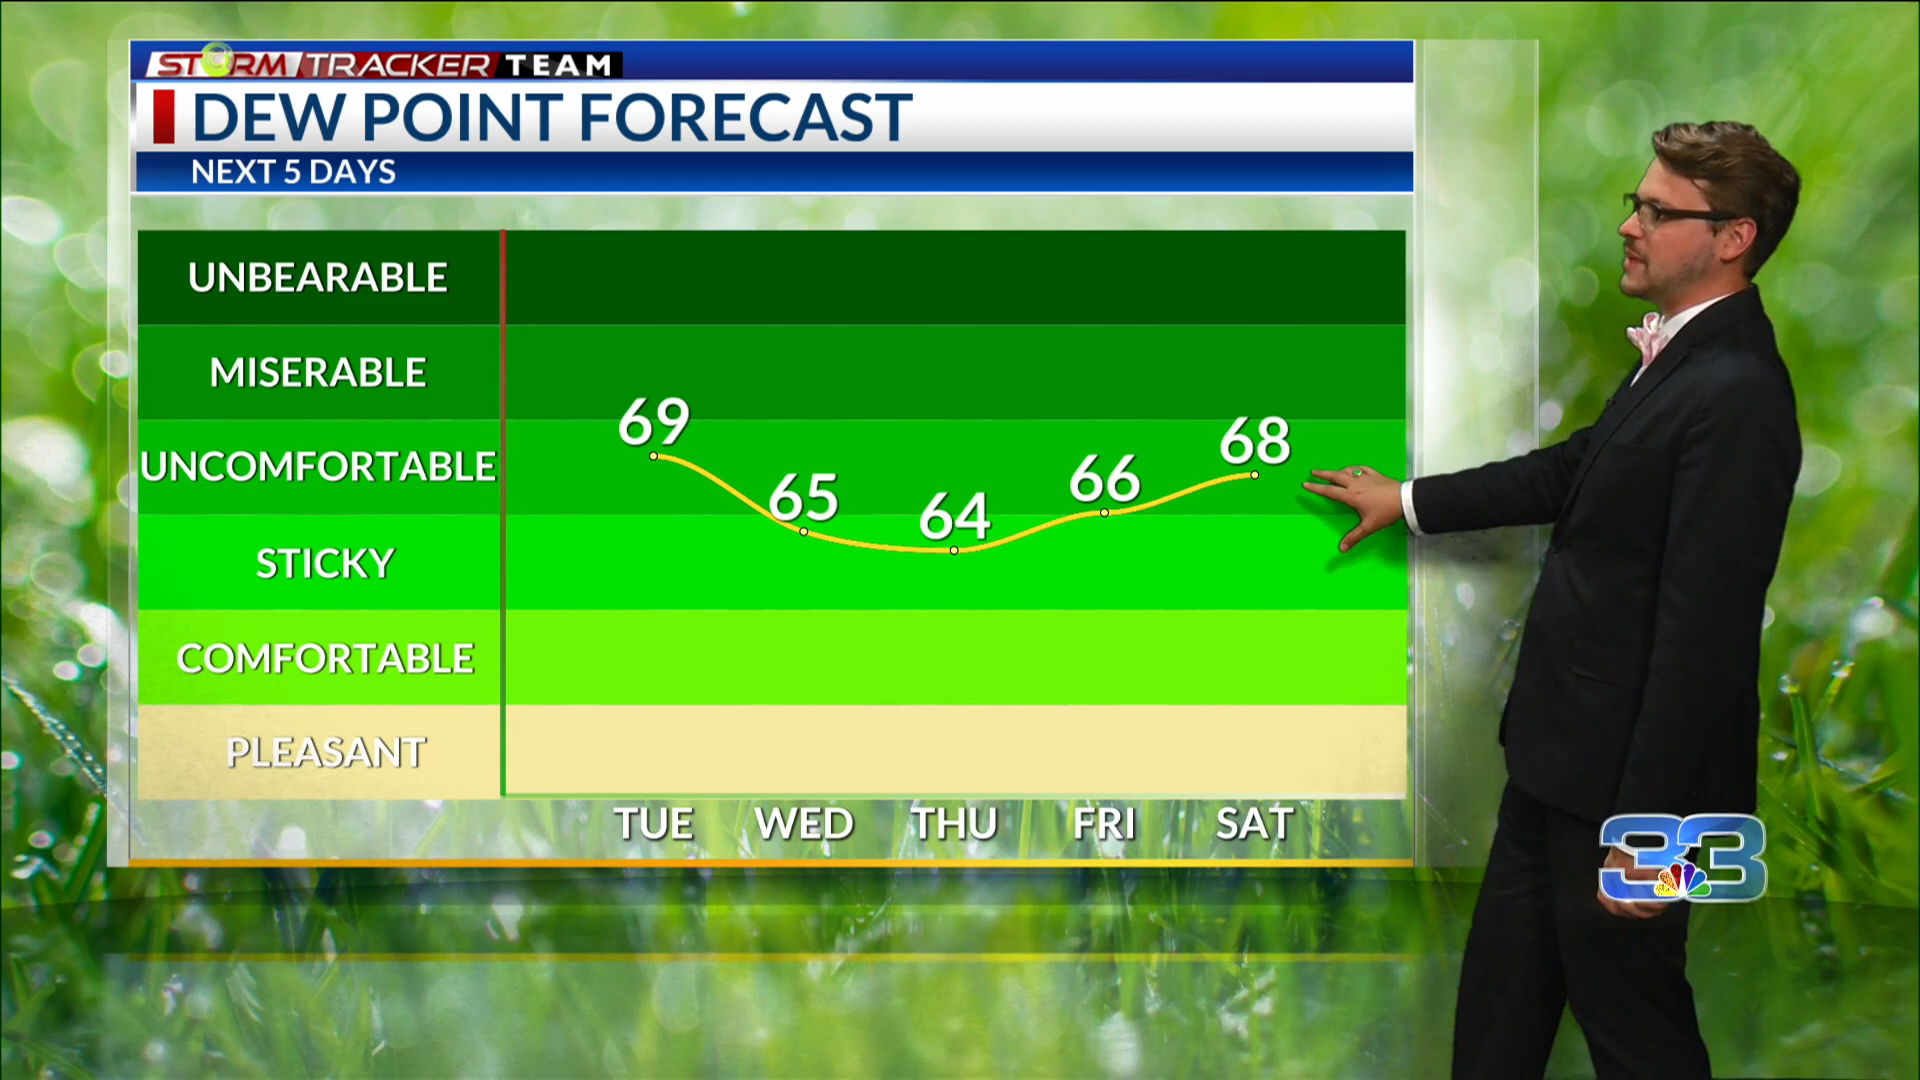 STORM TRACKER TEAM
DEW POINT FORECAST
NEXT 5 DAYS
UNBEARABLE
MISERABLE
UNCOMFORTABLE
STICKY
COMFORTABLE
PLEASANT
69
65
64
66
68
TUE WED THU FRI SAT
33